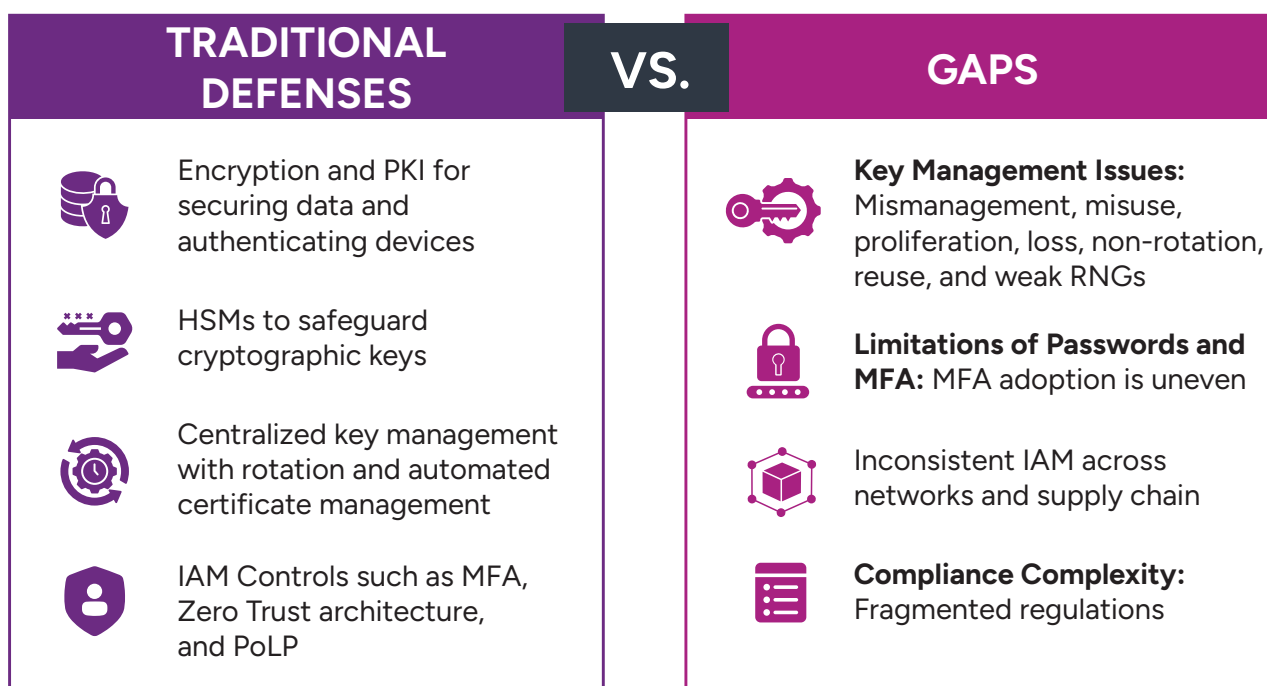 TRADITIONAL
DEFENSES
VS.
GAPS
Encryption and PKI for
securing data and
authenticating devices
HSMs to safeguard
cryptographic keys
Centralized key management
with rotation and automated
certificate management
IAM Controls such as MFA,
Zero Trust architecture,
and PoLP
Key Management Issues:
Mismanagement, misuse,
proliferation, loss, non-rotation,
reuse, and weak RNGs
Limitations of Passwords and
MFA: MFA adoption is uneven
Inconsistent IAM across
networks and supply chain
Compliance Complexity:
Fragmented regulations